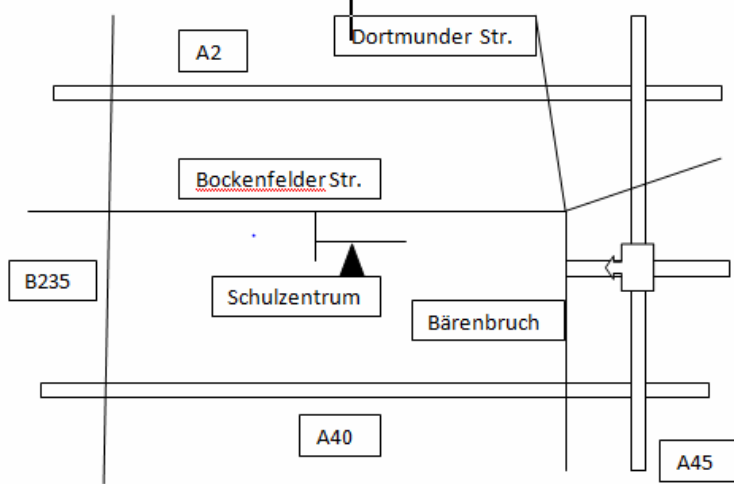 Dortmunder Str.
A2
Bockenfelder Str.
B235
Schulzentrum
Bärenbruch
A40
A45